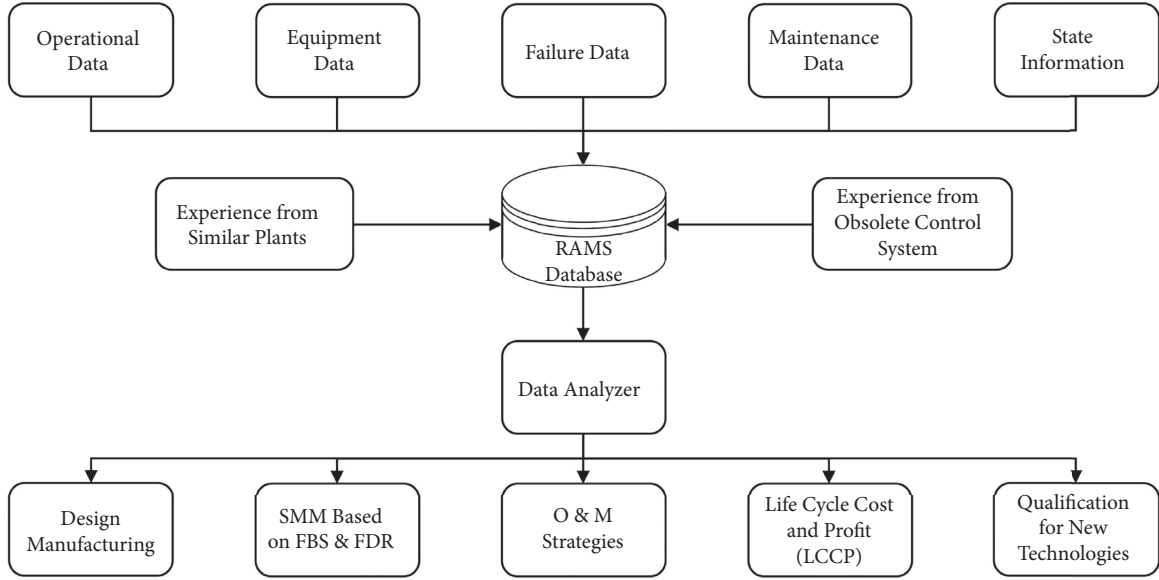 Operational
Data
Equipment
Data
Failure Data
Maintenance
Data
State
Information
Experience from
Similar Plants
RAMS
Database
Experience from
Obsolete Control
System
Data Analyzer
Design
Manufacturing
SMM Based
on FBS & FDR
O & M
Strategies
Life Cycle Cost
and Profit
(LCCP)
Qualification
for New
Technologies